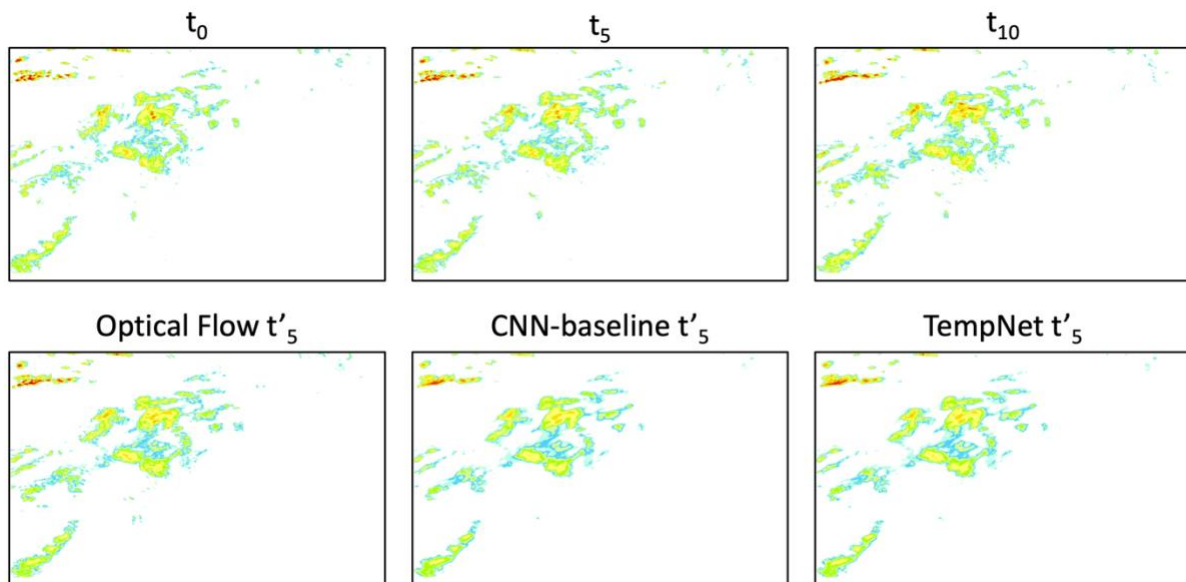 t₀
t₅
t₁₀
Optical Flow t’₅
CNN-baseline t’₅
TempNet t’₅